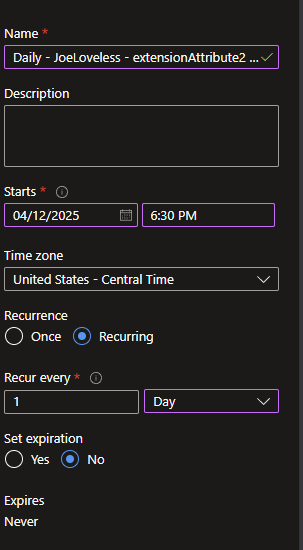 Name *
Daily - JoeLoveless - extensionAttribute2 ...
Description
Starts *
04/12/2025 6:30 PM
Time zone
United States - Central Time
Recurrence
Once Recurring
Recur every *
1 Day
Set expiration
Yes No
Expires
Never